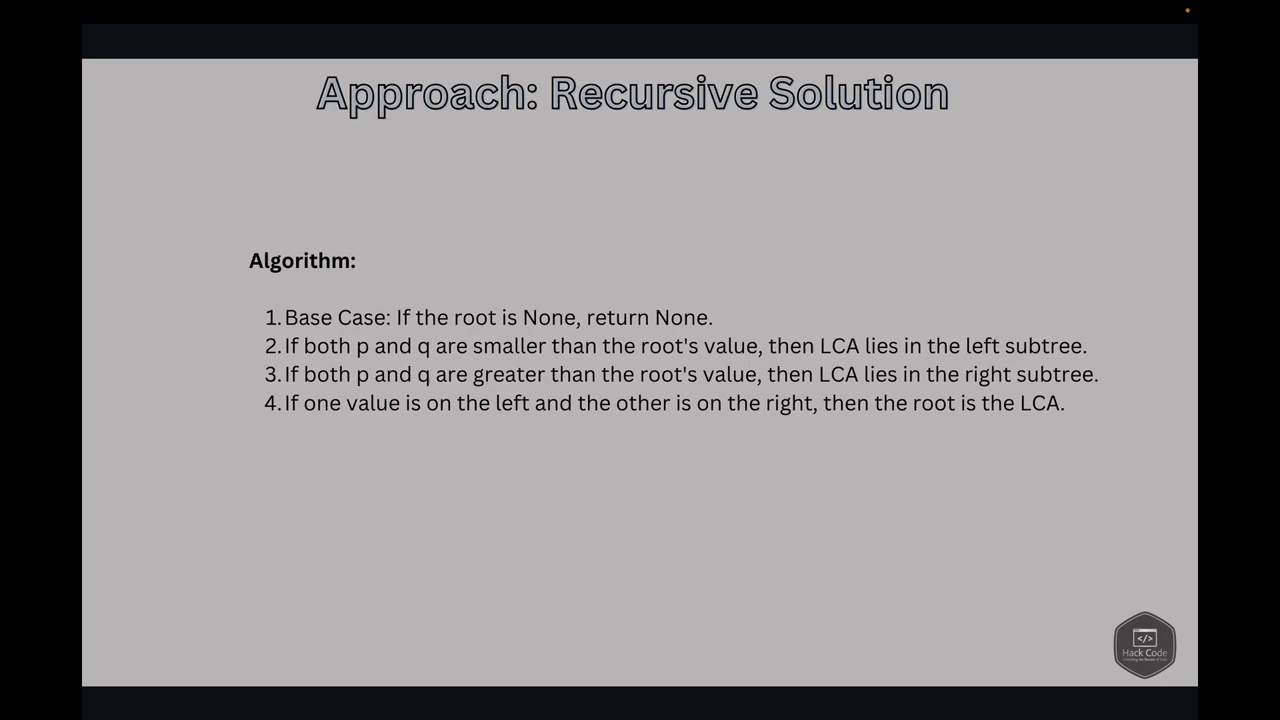 Approach: Recursive Solution
Algorithm:
1. Base Case: If the root is None, return None.
2. If both p and q are smaller than the root's value, then LCA lies in the left subtree.
3. If both p and q are greater than the root's value, then LCA lies in the right subtree.
4. If one value is on the left and the other is on the right, then the root is the LCA.
</>
Hack Code